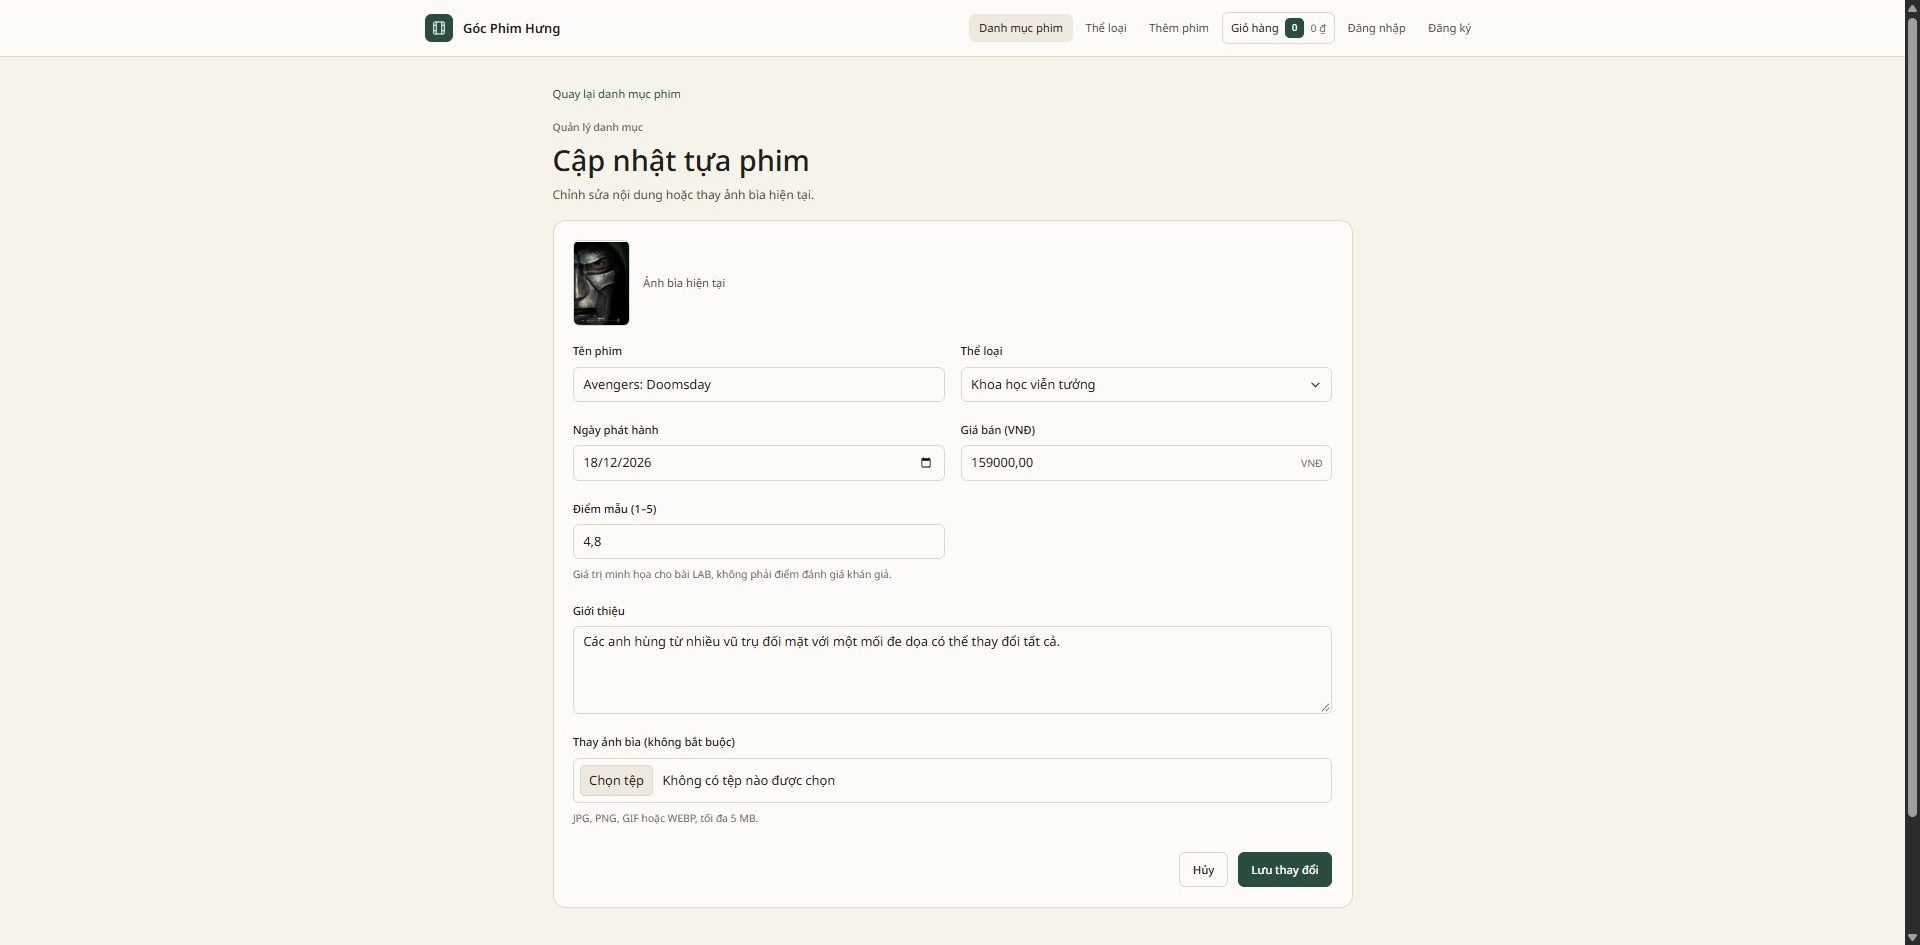 Góc Phim Hưng
Danh mục phim
Thể loại
Thêm phim
Giỏ hàng 0 0 ₫
Đăng nhập
Đăng ký
Quay lại danh mục phim
Quản lý danh mục
Cập nhật tựa phim
Chỉnh sửa nội dung hoặc thay ảnh bìa hiện tại.
Ảnh bìa hiện tại
Tên phim
Avengers: Doomsday
Thể loại
Khoa học viễn tưởng
Ngày phát hành
18/12/2026
Giá bán (VNĐ)
159000,00 VNĐ
Điểm mẫu (1–5)
4,8
Giá trị minh họa cho bài LAB, không phải điểm đánh giá khán giả.
Giới thiệu
Các anh hùng từ nhiều vũ trụ đối mặt với một mối đe dọa có thể thay đổi tất cả.
Thay ảnh bìa (không bắt buộc)
Chọn tệp Không có tệp nào được chọn
JPG, PNG, GIF hoặc WEBP, tối đa 5 MB.
Hủy
Lưu thay đổi